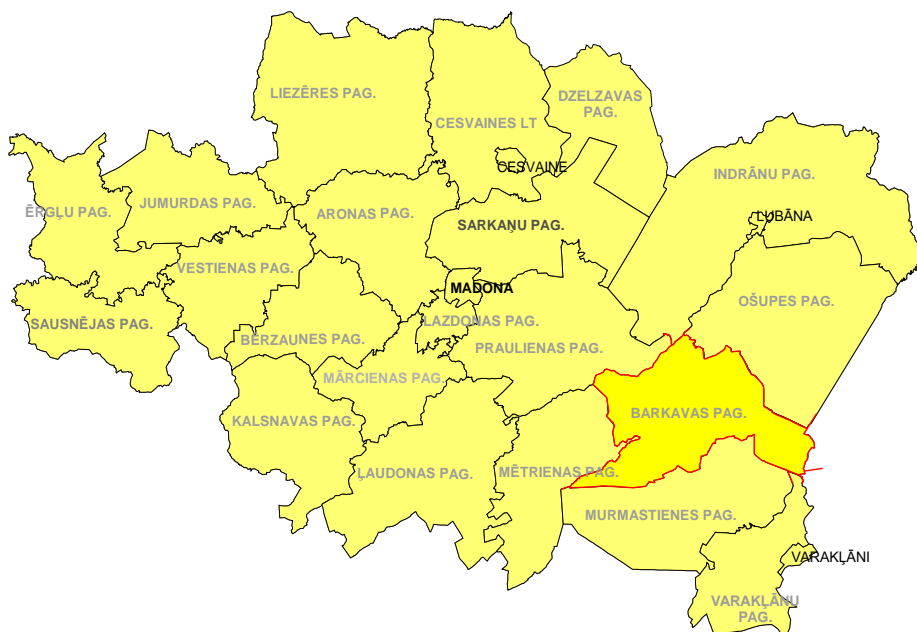 LIEZĒRES PAG.
CESVAINES LT
DZELZAVAS
PAG.
CESVAINE
INDRĀNU PAG.
ĒRGĻU PAG.
JUMURDAS PAG.
ARONAS PAG.
SARKAŅU PAG.
LUBĀNA
VESTIENAS PAG.
MADONA
OŠUPES PAG.
SAUSNĒJAS PAG.
BĒRZAUNES PAG.
LAZDONAS PAG.
PRAULIENAS PAG.
MĀRCIENAS PAG.
BARKAVAS PAG.
KALSNAVAS PAG.
ĻAUDONAS PAG.
MĒTRIENAS PAG.
MURMASTIENES PAG.
VARAKĻĀNI
VARAKĻĀNU
PAG.